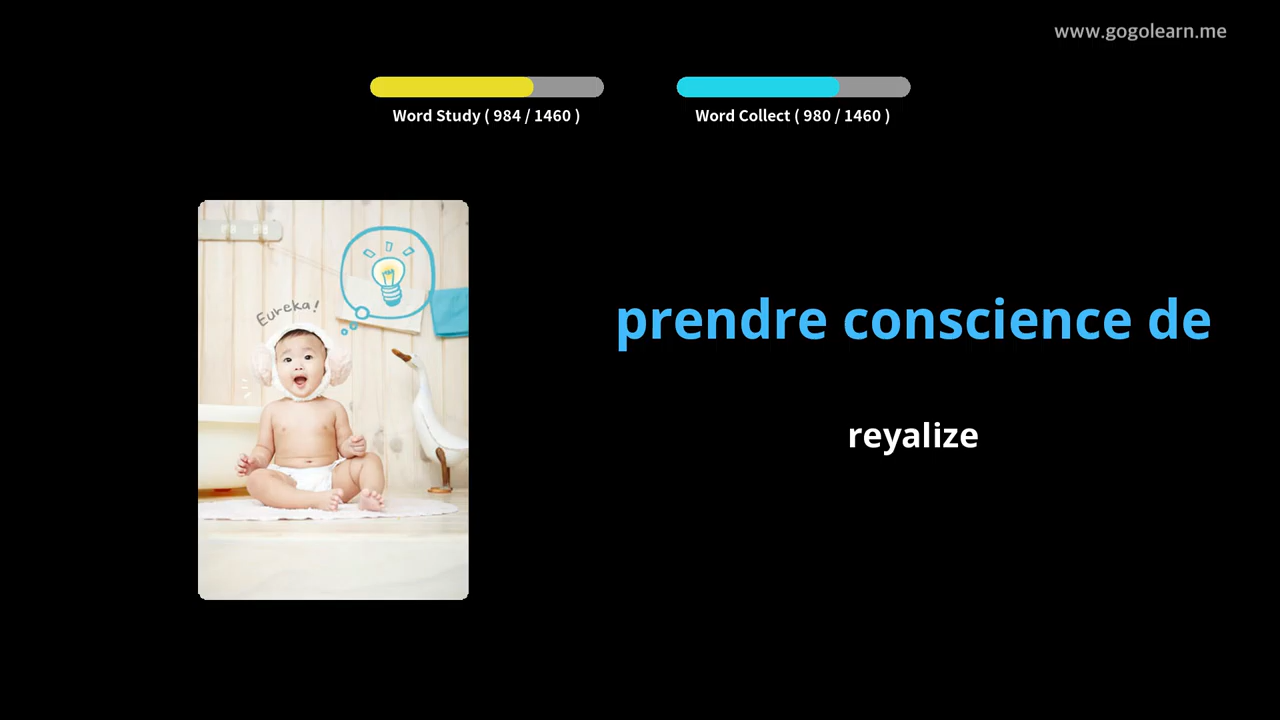 www.gogolearn.me
Word Study ( 984 / 1460 )
Word Collect ( 980 / 1460 )
Eureka!
prendre conscience de
reyalize